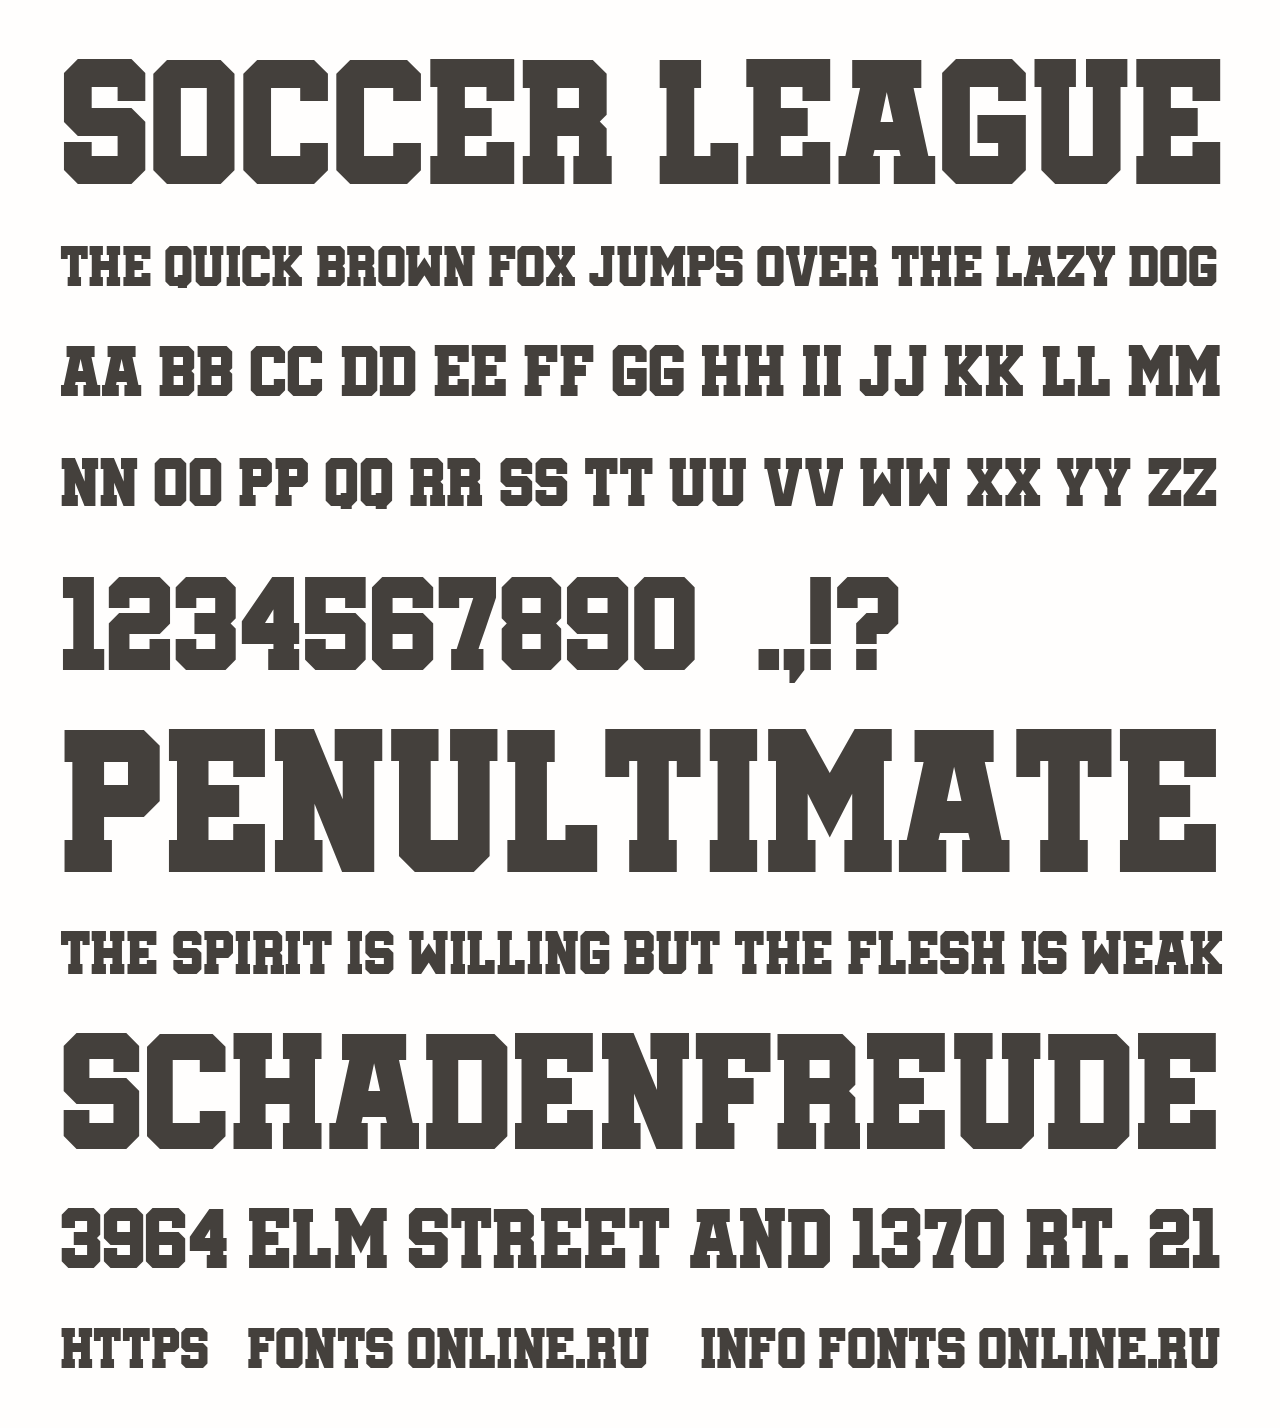 SOCCER LEAGUE
THE QUICK BROWN FOX JUMPS OVER THE LAZY DOG
AA BB CC DD EE FF GG HH II JJ KK LL MM
NN OO PP QQ RR SS TT UU VV WW XX YY ZZ
1234567890 .,!?
PENULTIMATE
THE SPIRIT IS WILLING BUT THE FLESH IS WEAK
SCHADENFREUDE
3964 ELM STREET AND 1370 RT. 21
HTTPS FONTS ONLINE.RU INFO FONTS ONLINE.RU